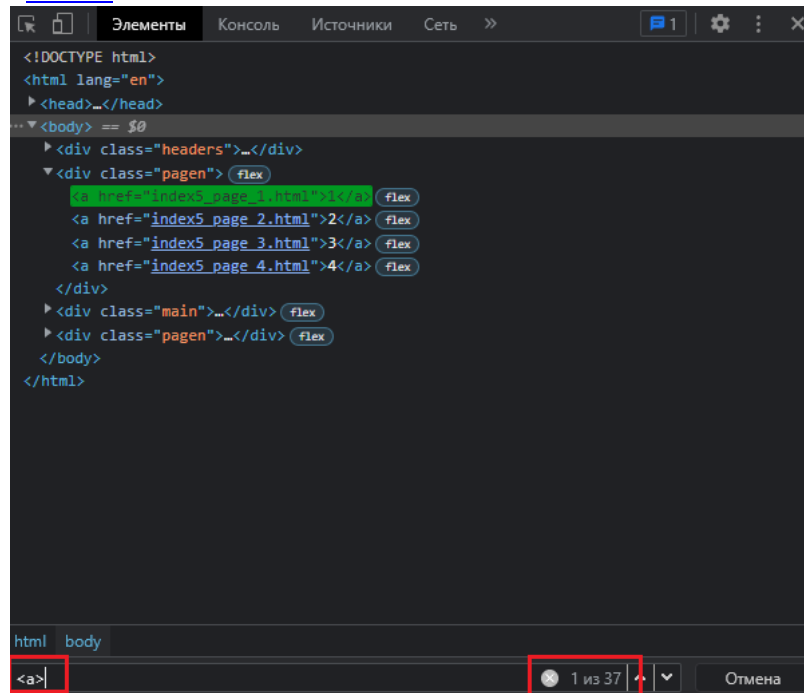 Элементы Консоль Источники Сеть » 1
<!DOCTYPE html>
<html lang="en">
<head>…</head>
<body> == $0
<div class="headers">…</div>
<div class="pagen"> flex
<a href="index5_page_1.html">1</a> flex
<a href="index5_page_2.html">2</a> flex
<a href="index5_page_3.html">3</a> flex
<a href="index5_page_4.html">4</a> flex
</div>
<div class="main">…</div> flex
<div class="pagen">…</div> flex
</body>
</html>
html body
<a> 1 из 37 Отмена